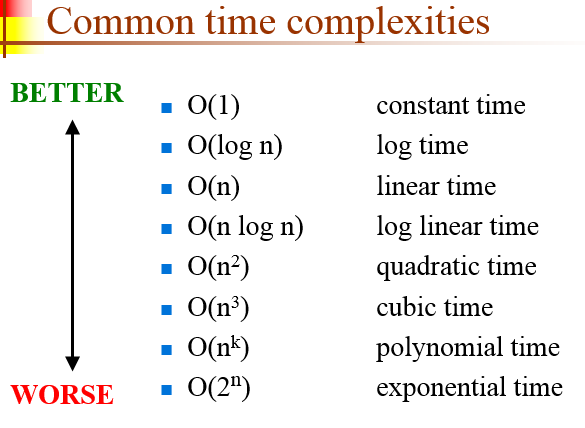 Common time complexities
BETTER
O(1) constant time
O(log n) log time
O(n) linear time
O(n log n) log linear time
O(n²) quadratic time
O(n³) cubic time
O(nᵏ) polynomial time
O(2ⁿ) exponential time
WORSE